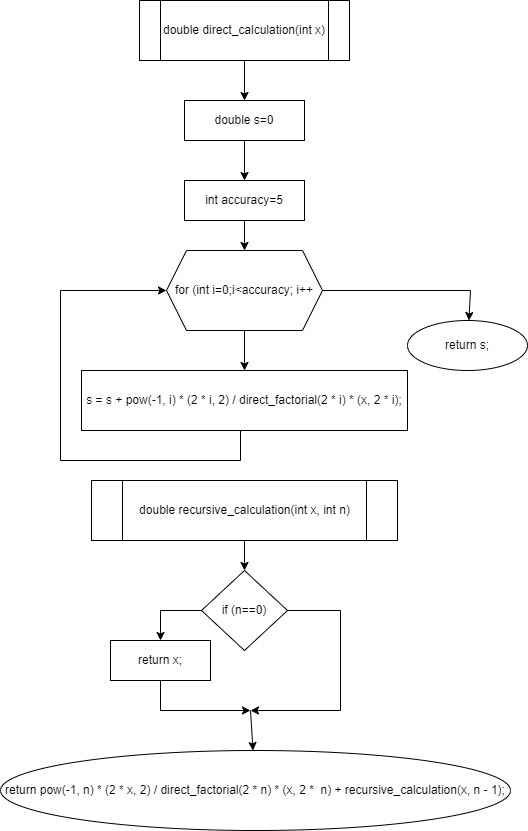 double direct_calculation(int x)
double s=0
int accuracy=5
for (int i=0;i<accuracy; i++
return s;
s = s + pow(-1, i) * (2 * i, 2) / direct_factorial(2 * i) * (x, 2 * i);
double recursive_calculation(int x, int n)
if (n==0)
return x;
return pow(-1, n) * (2 * x, 2) / direct_factorial(2 * n) * (x, 2 *  n) + recursive_calculation(x, n - 1);